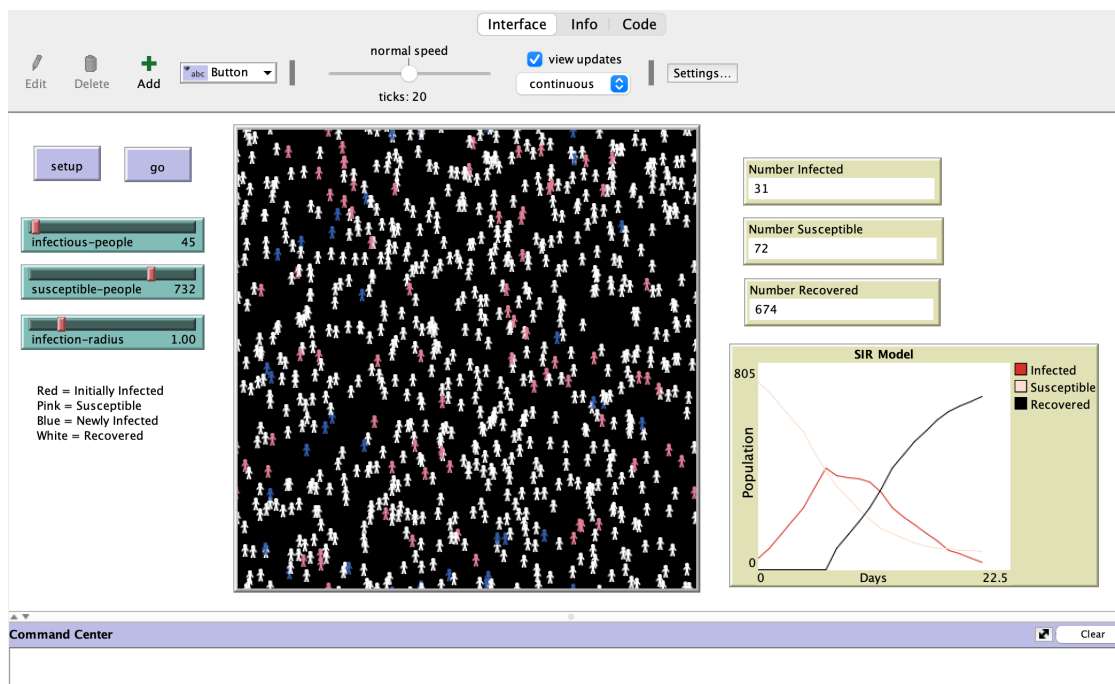 Interface Info Code
normal speed
view updates
Edit Delete Add abc Button continuous Settings...
ticks: 20
setup go
infectious-people 45
susceptible-people 732
infection-radius 1.00
Red = Initially Infected
Pink = Susceptible
Blue = Newly Infected
White = Recovered
Number Infected
31
Number Susceptible
72
Number Recovered
674
SIR Model
805
Population
0
0 Days 22.5
Infected
Susceptible
Recovered
Command Center Clear